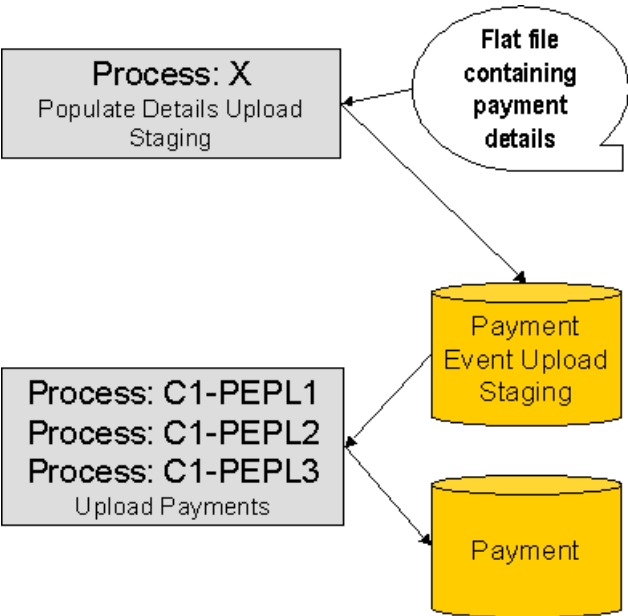 Process: X
Populate Details Upload
Staging
Flat file
containing
payment
details
Payment
Event Upload
Staging
Process: C1-PEPL1
Process: C1-PEPL2
Process: C1-PEPL3
Upload Payments
Payment